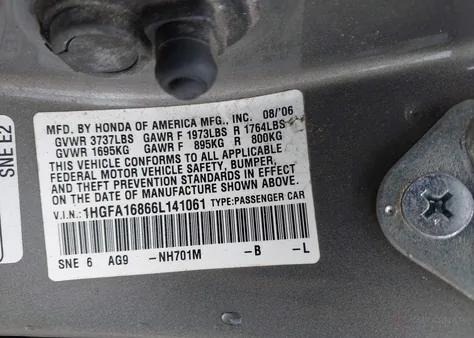 SNE E2
MFD. BY HONDA OF AMERICA MFG., INC. 08/'06
GVWR 3737LBS GAWR F 1973LBS R 1764LBS
GVWR 1695KG GAWR F 895KG R 800KG
THIS VEHICLE CONFORMS TO ALL APPLICABLE
FEDERAL MOTOR VEHICLE SAFETY, BUMPER,
AND THEFT PREVENTION STANDARDS IN EFFECT
ON THE DATE OF MANUFACTURE SHOWN ABOVE.
V.I.N.: 1HGFA16866L141061 TYPE:PASSENGER CAR
SNE 6 AG9 -NH701M -B -L